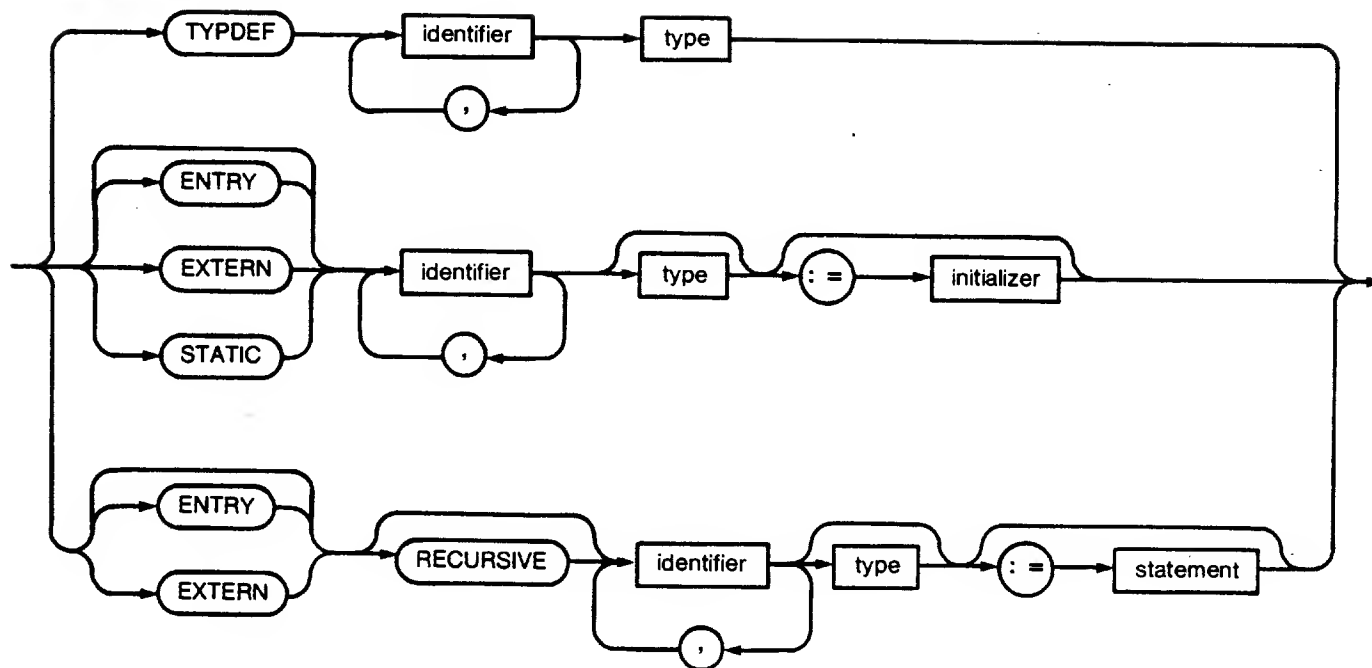 TYPDEF identifier type
,
ENTRY
EXTERN identifier type : = initializer
STATIC ,
ENTRY
RECURSIVE identifier type : = statement
EXTERN
,